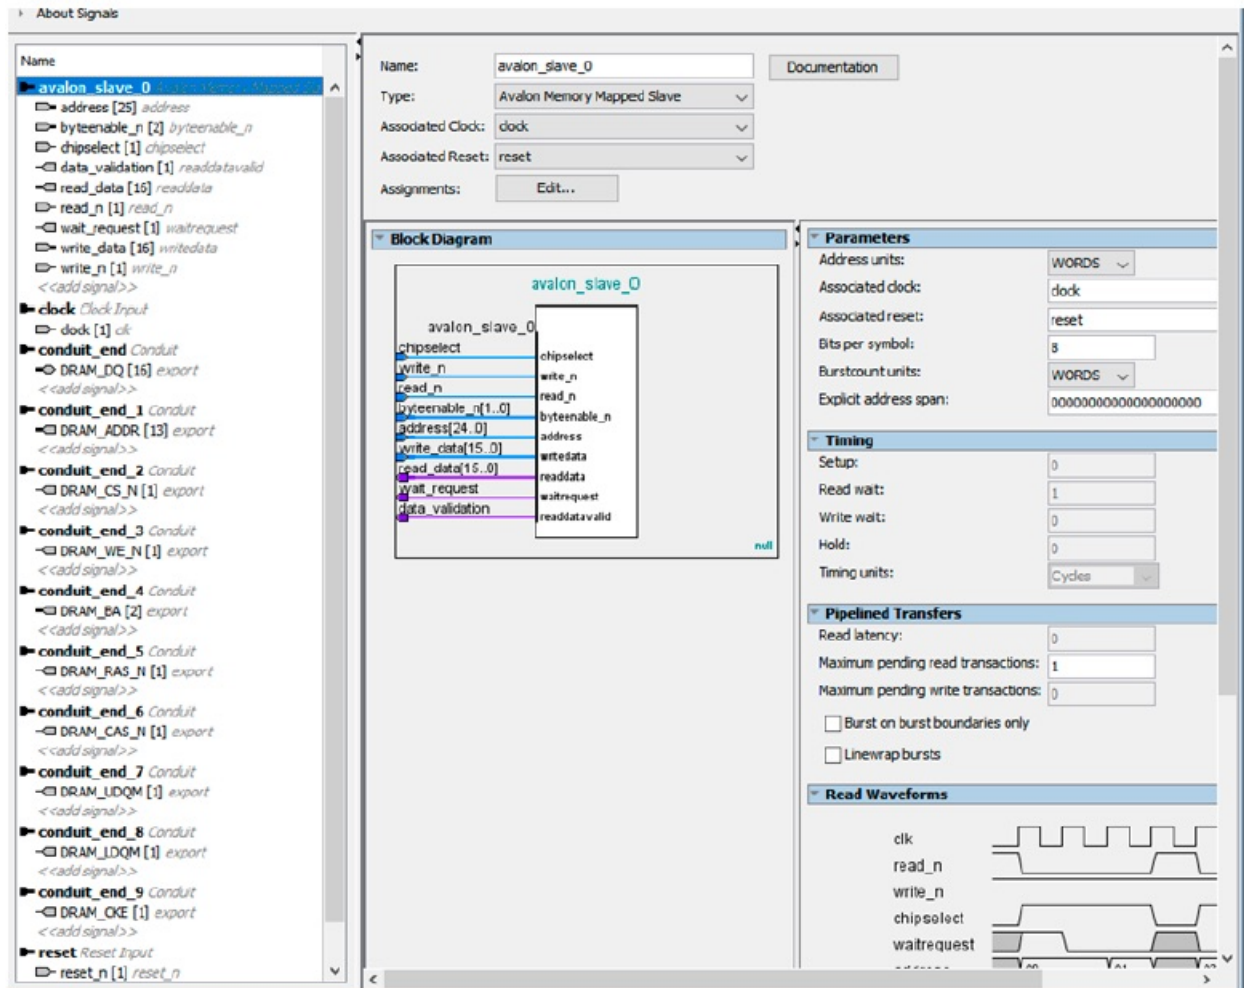 About Signals
Name
avalon_slave_0
address [25] address
byteenable_n [2] byteenable_n
chipselect [1] chipselect
data_validation [1] readdatavalid
read_data [16] readdata
read_n [1] read_n
wait_request [1] waitrequest
write_data [16] writedata
write_n [1] write_n
<<add signal>>
clock Clock Input
clock [1] clk
conduit_end Conduit
DRAM_DQ [16] export
<<add signal>>
conduit_end_1 Conduit
DRAM_ADDR [13] export
<<add signal>>
conduit_end_2 Conduit
DRAM_CS_N [1] export
<<add signal>>
conduit_end_3 Conduit
DRAM_WE_N [1] export
<<add signal>>
conduit_end_4 Conduit
DRAM_BA [2] export
<<add signal>>
conduit_end_5 Conduit
DRAM_RAS_N [1] export
<<add signal>>
conduit_end_6 Conduit
DRAM_CAS_N [1] export
<<add signal>>
conduit_end_7 Conduit
DRAM_UDQM [1] export
<<add signal>>
conduit_end_8 Conduit
DRAM_LDQM [1] export
<<add signal>>
conduit_end_9 Conduit
DRAM_CKE [1] export
<<add signal>>
reset Reset Input
reset_n [1] reset_n
Name: avalon_slave_0 Documentation
Type: Avalon Memory Mapped Slave
Associated Clock: clock
Associated Reset: reset
Assignments: Edit...
Block Diagram
avalon_slave_0
avalon_slave_0
chipselect chipselect
write_n write_n
read_n read_n
byteenable_n[1..0] byteenable_n
address[24..0] address
write_data[15..0] writedata
read_data[15..0] readdata
wait_request waitrequest
data_validation readdatavalid
null
Parameters
Address units: WORDS
Associated clock: clock
Associated reset: reset
Bits per symbol: 8
Burstcount units: WORDS
Explicit address span: 00000000000000000000
Timing
Setup: 0
Read wait: 1
Write wait: 0
Hold: 0
Timing units: Cycles
Pipelined Transfers
Read latency: 0
Maximum pending read transactions: 1
Maximum pending write transactions: 0
Burst on burst boundaries only
Linewrap bursts
Read Waveforms
clk
read_n
write_n
chipselect
waitrequest